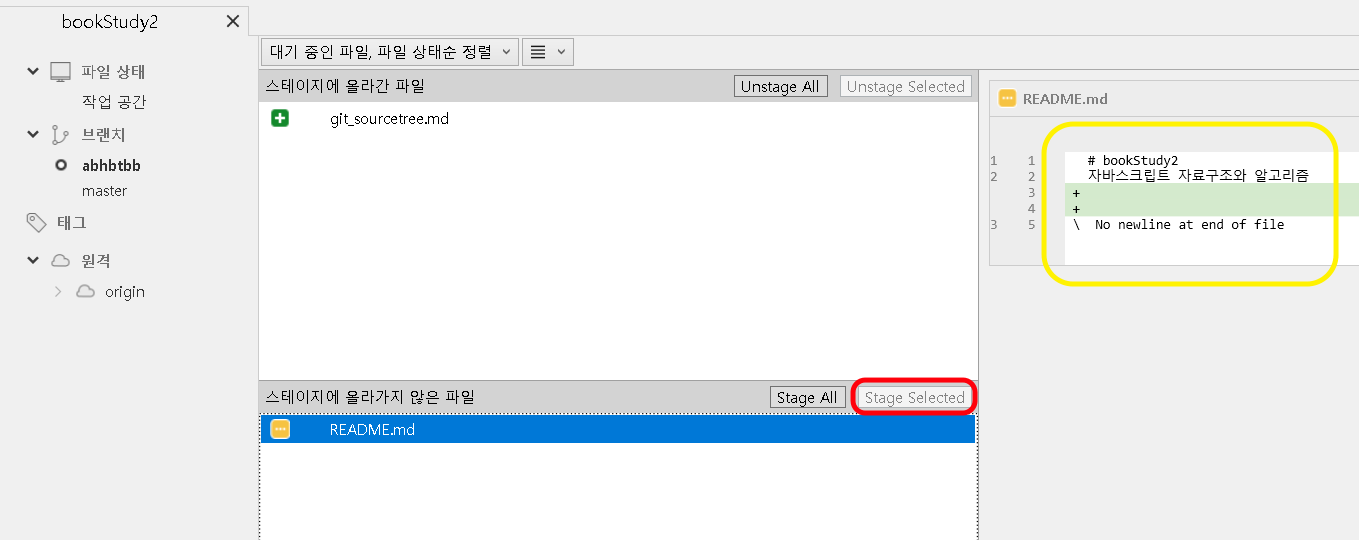 bookStudy2
파일 상태
작업 공간
브랜치
abhbtbb
master
태그
원격
origin
대기 중인 파일, 파일 상태순 정렬
스테이지에 올라간 파일 Unstage All Unstage Selected
git_sourcetree.md
스테이지에 올라가지 않은 파일 Stage All Stage Selected
README.md
README.md
1 1 # bookStudy2
2 2 자바스크립트 자료구조와 알고리즘
3 +
4 +
3 5 \ No newline at end of file